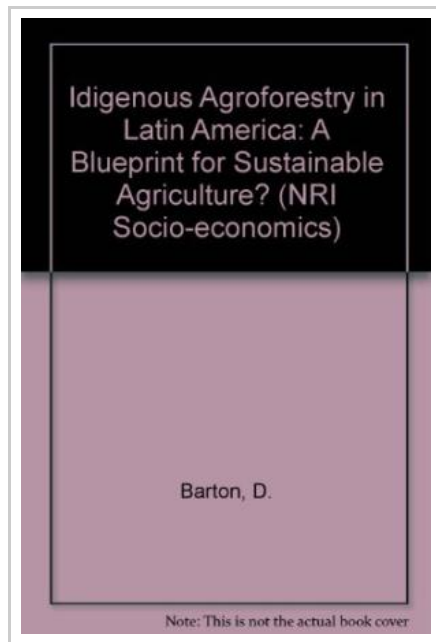 Idigenous Agroforestry in
Latin America: A
Blueprint for Sustainable
Agriculture? (NRI
Socio-economics)
Barton, D.
Note: This is not the actual book cover